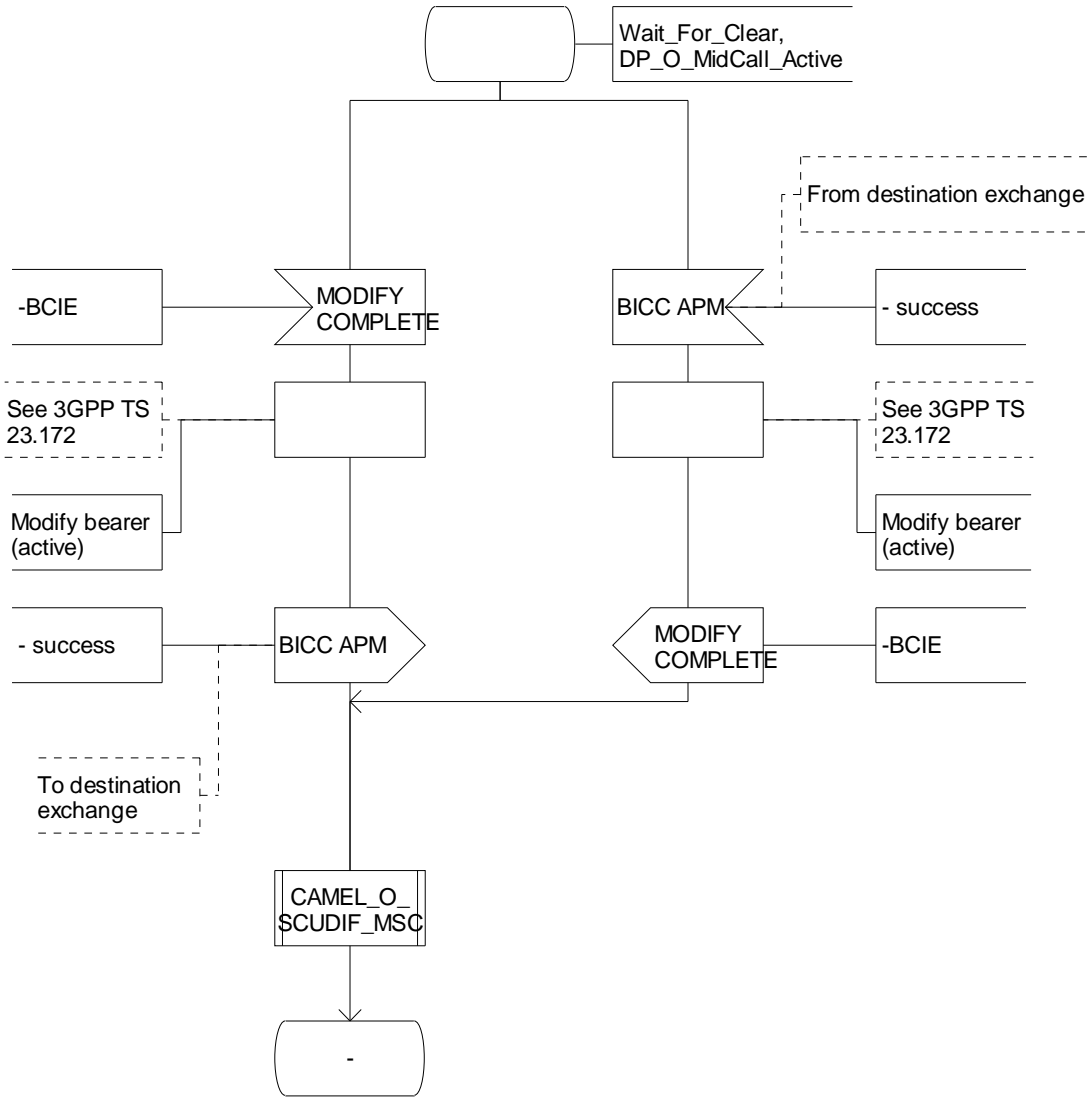 Wait_For_Clear,
DP_O_MidCall_Active
From destination exchange
-BCIE
MODIFY
COMPLETE
BICC APM
- success
See 3GPP TS
23.172
See 3GPP TS
23.172
Modify bearer
(active)
Modify bearer
(active)
- success
BICC APM
MODIFY
COMPLETE
-BCIE
To destination
exchange
CAMEL_O_
SCUDIF_MSC
-